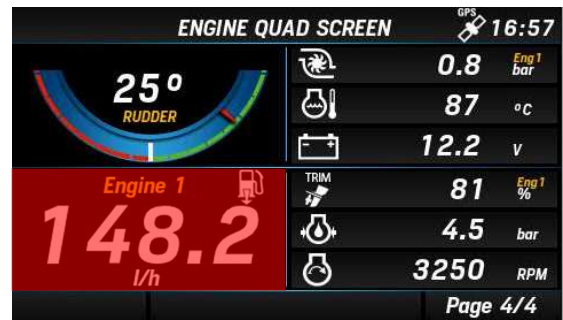 ENGINE QUAD SCREEN
GPS
16:57
25°
RUDDER
0.8 Eng1 bar
87 °C
12.2 V
Engine 1
148.2
l/h
TRIM
81 Eng1 %
4.5 bar
3250 RPM
Page 4/4